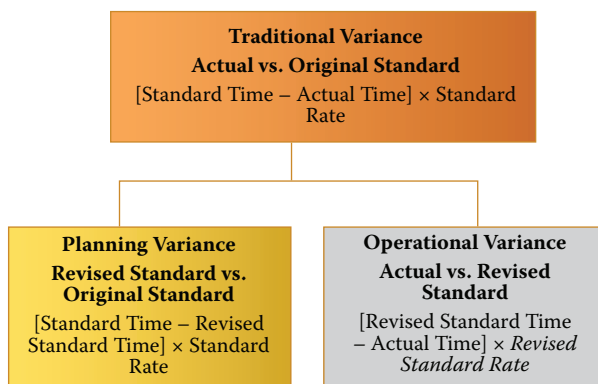 Traditional Variance
Actual vs. Original Standard
[Standard Time – Actual Time] × Standard
Rate
Planning Variance
Revised Standard vs.
Original Standard
[Standard Time – Revised
Standard Time] × Standard
Rate
Operational Variance
Actual vs. Revised
Standard
[Revised Standard Time
– Actual Time] × Revised
Standard Rate